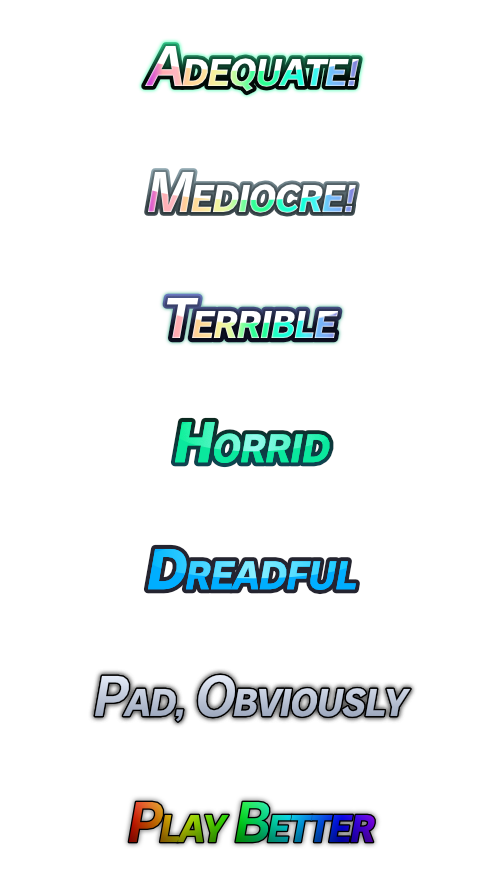 Adequate!
Mediocre!
Terrible
Horrid
Dreadful
Pad, Obviously
Play Better